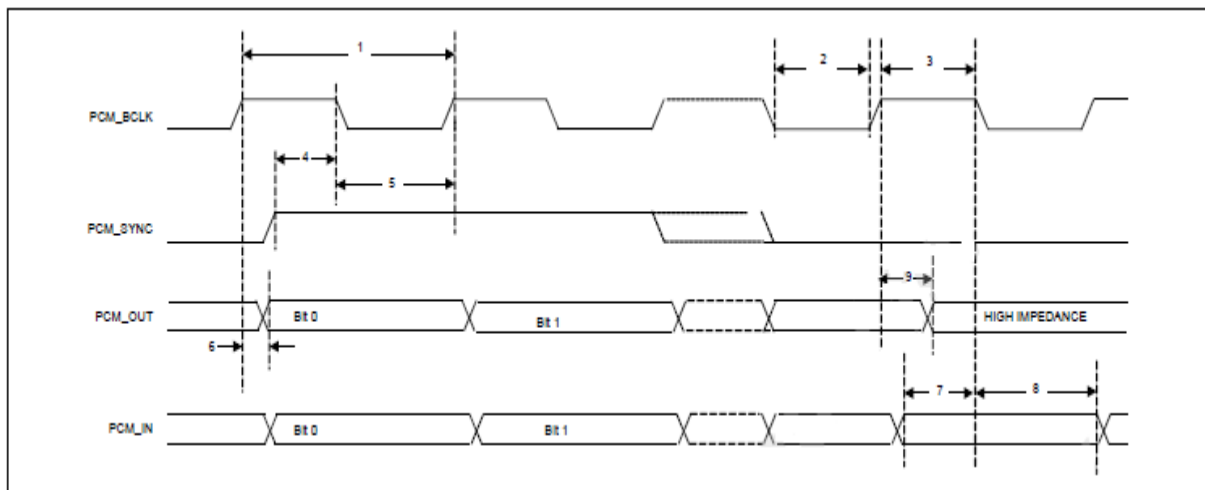 1
2
3
PCM_BCLK
4
5
PCM_SYNC
9
PCM_OUT
Bit 0
Bit 1
HIGH IMPEDANCE
6
7
8
PCM_IN
Bit 0
Bit 1